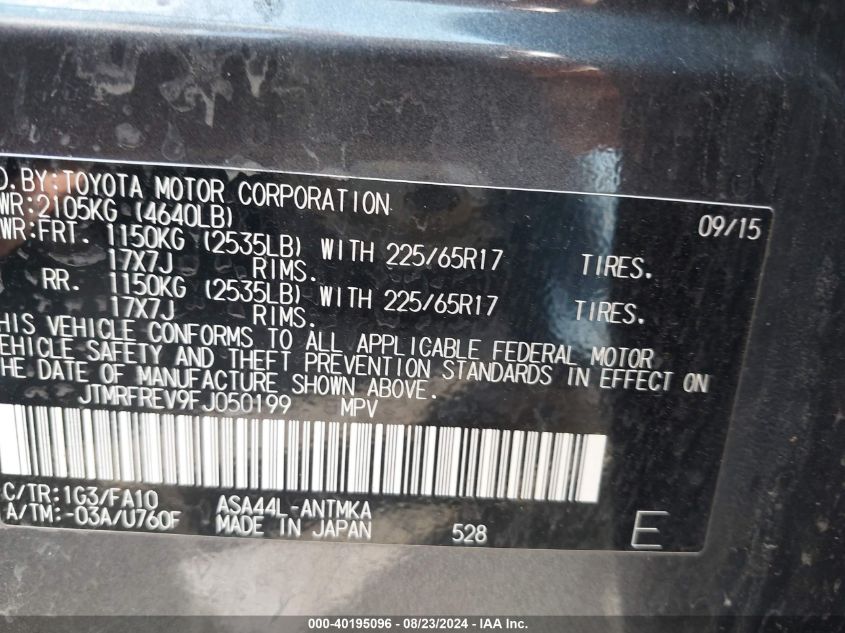 D.BY:TOYOTA MOTOR CORPORATION 09/15
WR:2105KG (4640LB)
WR:FRT. 1150KG (2535LB) WITH 225/65R17 TIRES.
17X7J RIMS.
RR. 1150KG (2535LB) WITH 225/65R17 TIRES.
17X7J RIMS.
HIS VEHICLE CONFORMS TO ALL APPLICABLE FEDERAL MOTOR
EHICLE SAFETY AND THEFT PREVENTION STANDARDS IN EFFECT ON
HE DATE OF MANUFACTURE SHOWN ABOVE.
JTMRFREV9FJ050199 MPV
C/TR:1G3/FA10 ASA44L-ANTMKA
A/TM:-03A/U760F MADE IN JAPAN 528 E
000-40195096 - 08/23/2024 - IAA Inc.